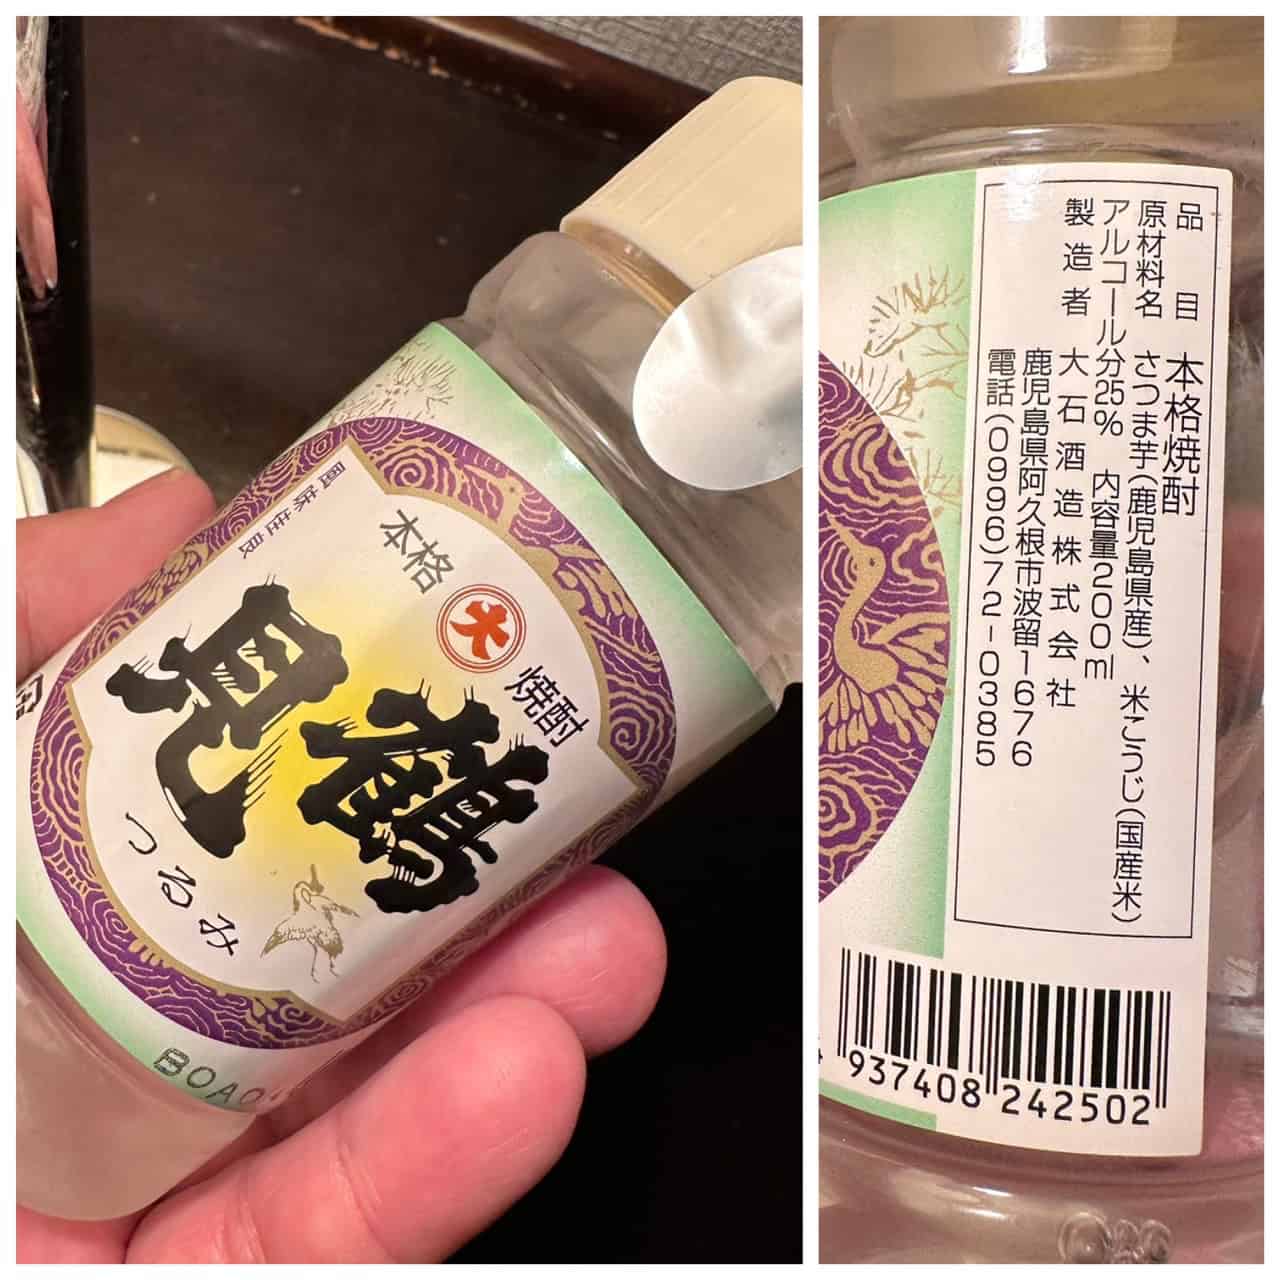 本格
大
焼酎
鶴見
つるみ
品目 本格焼酎
原材料名 さつま芋(鹿児島県産)、米こうじ(国産米)
アルコール分25% 内容量200ml
製造者 大石酒造株式会社
鹿児島県阿久根市波留1676
電話(0996)72-0385
937408 242502